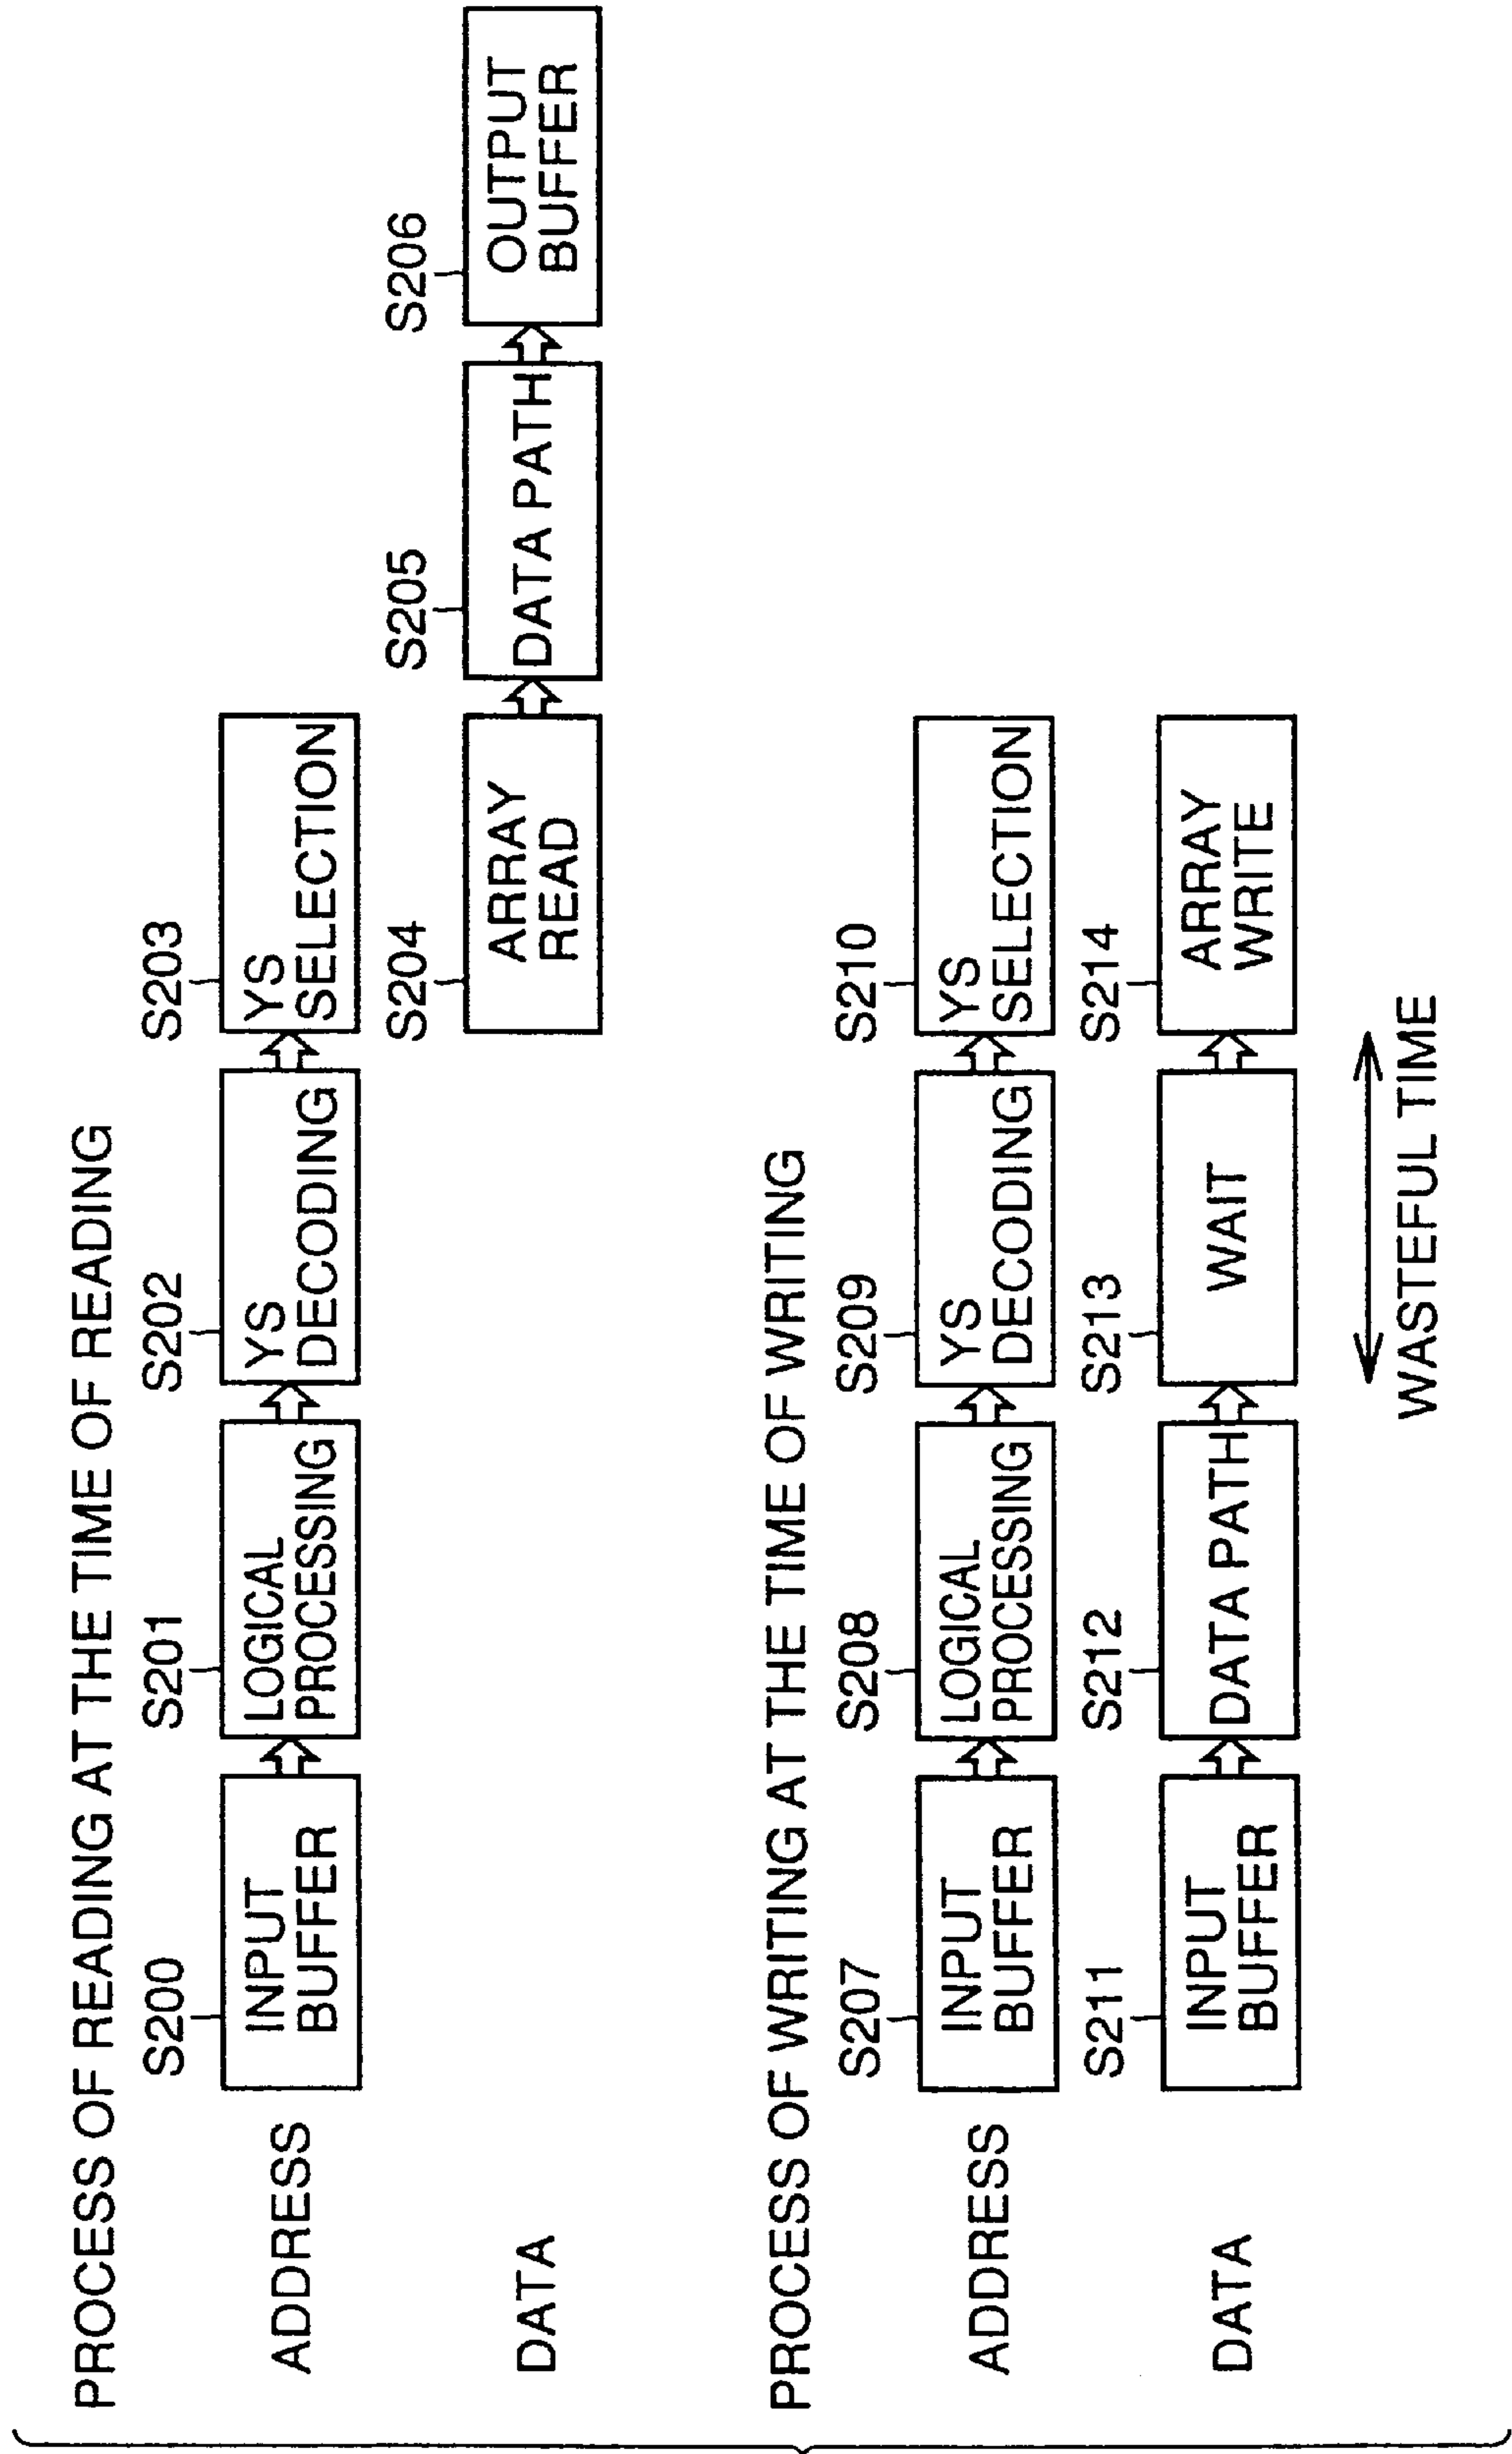 PROCESS OF READING AT THE TIME OF READING
S200
S201
S202
S203
ADDRESS
INPUT
BUFFER
LOGICAL
PROCESSING
YS
DECODING
YS
SELECTION
S204
S205
S206
DATA
ARRAY
READ
DATA PATH
OUTPUT
BUFFER
PROCESS OF WRITING AT THE TIME OF WRITING
S207
S208
S209
S210
ADDRESS
INPUT
BUFFER
LOGICAL
PROCESSING
YS
DECODING
YS
SELECTION
S211
S212
S213
S214
DATA
INPUT
BUFFER
DATA PATH
WAIT
ARRAY
WRITE
WASTEFUL TIME